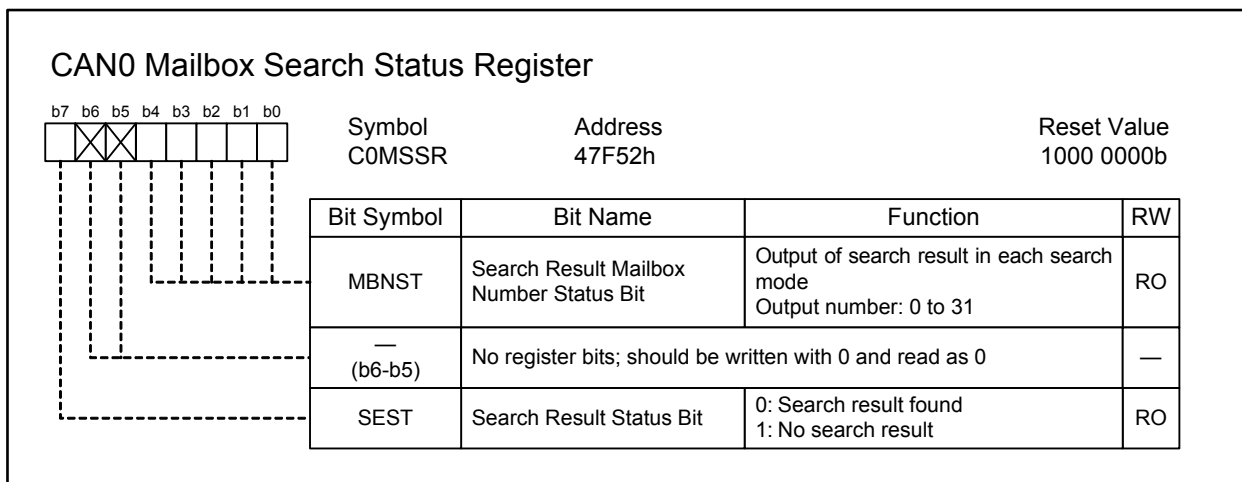 CAN0 Mailbox Search Status Register
b7 b6 b5 b4 b3 b2 b1 b0
Symbol Address Reset Value
C0MSSR 47F52h 1000 0000b
Bit Symbol Bit Name Function RW
MBNST Search Result Mailbox Number Status Bit Output of search result in each search mode Output number: 0 to 31 RO
— (b6-b5) No register bits; should be written with 0 and read as 0 —
SEST Search Result Status Bit 0: Search result found 1: No search result RO